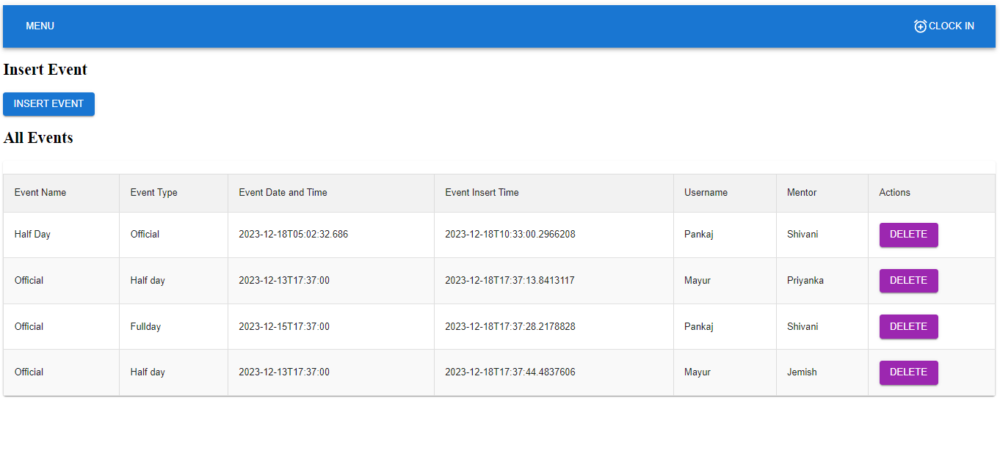 MENU CLOCK IN
Insert Event
INSERT EVENT
All Events
Event Name Event Type Event Date and Time Event Insert Time Username Mentor Actions
Half Day Official 2023-12-18T05:02:32.686 2023-12-18T10:33:00.2966208 Pankaj Shivani DELETE
Official Half day 2023-12-13T17:37:00 2023-12-18T17:37:13.8413117 Mayur Priyanka DELETE
Official Fullday 2023-12-15T17:37:00 2023-12-18T17:37:28.2178828 Pankaj Shivani DELETE
Official Half day 2023-12-13T17:37:00 2023-12-18T17:37:44.4837606 Mayur Jemish DELETE